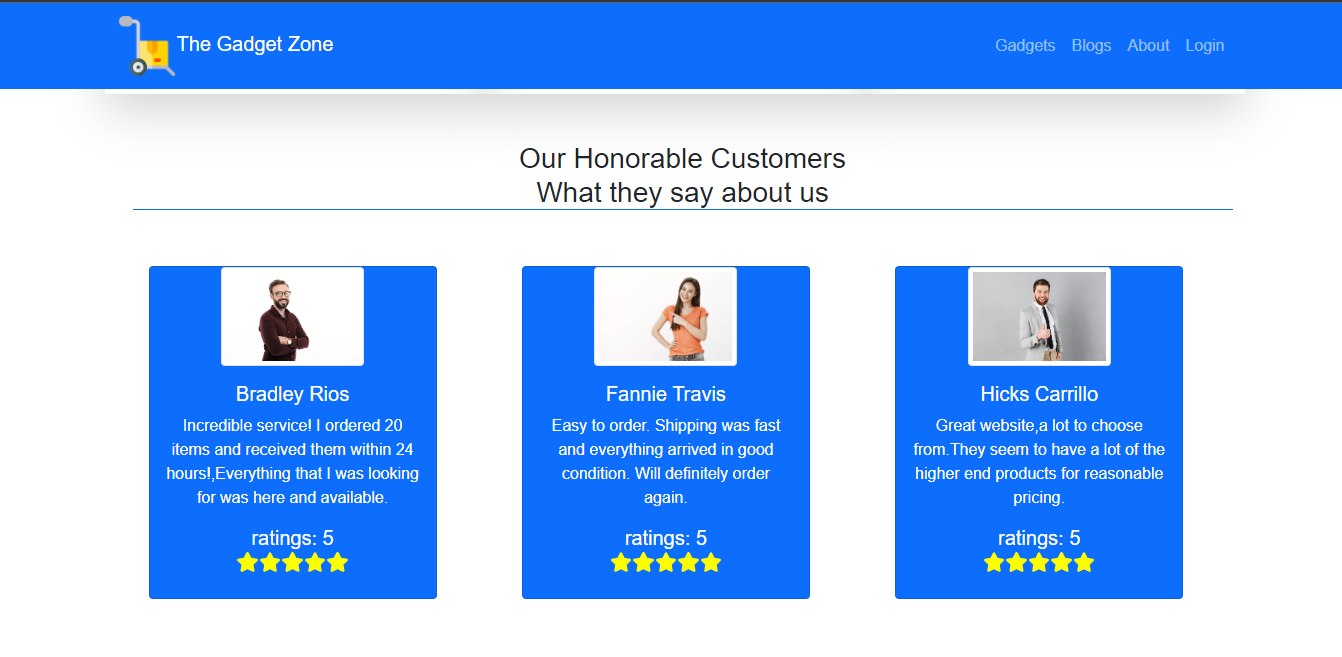 The Gadget Zone
Gadgets Blogs About Login
Our Honorable Customers
What they say about us
Bradley Rios
Incredible service! I ordered 20
items and received them within 24
hours!,Everything that I was looking
for was here and available.
ratings: 5
Fannie Travis
Easy to order. Shipping was fast
and everything arrived in good
condition. Will definitely order
again.
ratings: 5
Hicks Carrillo
Great website,a lot to choose
from.They seem to have a lot of the
higher end products for reasonable
pricing.
ratings: 5